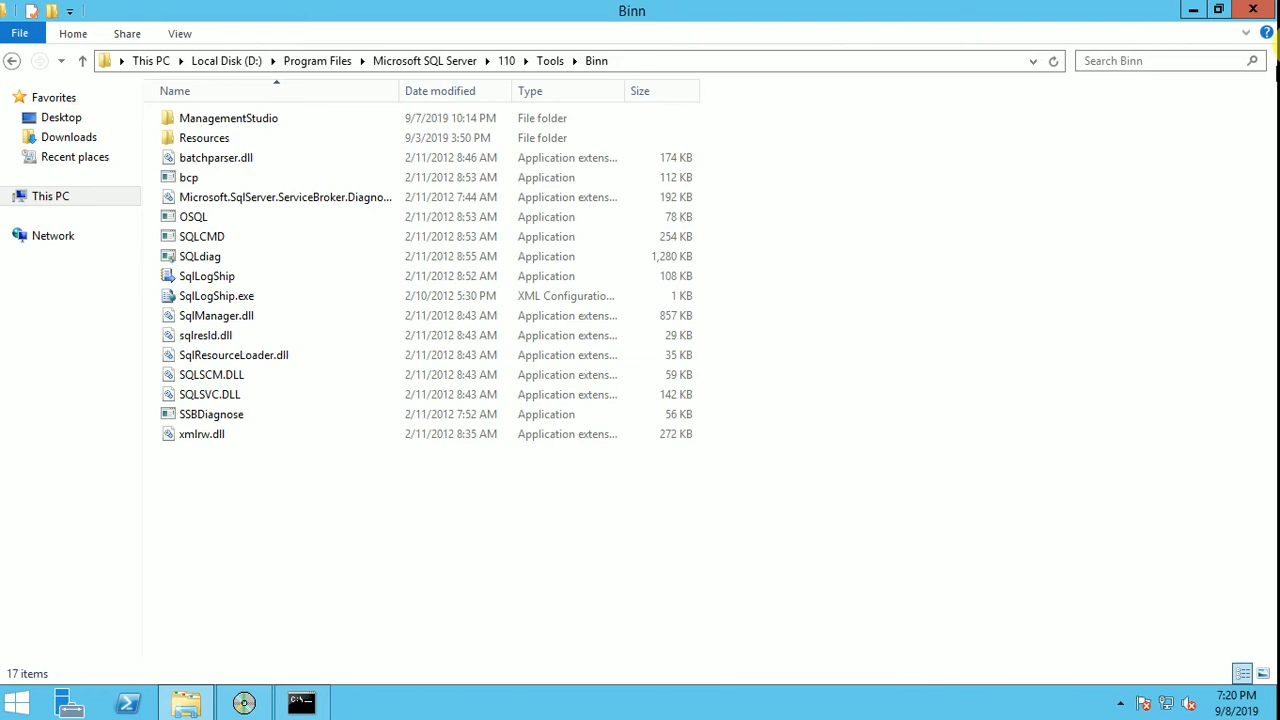 Binn
File Home Share View
This PC Local Disk (D:) Program Files Microsoft SQL Server 110 Tools Binn Search Binn
Name Date modified Type Size
Favorites
Desktop
Downloads
Recent places
This PC
Network
ManagementStudio 9/7/2019 10:14 PM File folder
Resources 9/3/2019 3:50 PM File folder
batchparser.dll 2/11/2012 8:46 AM Application extens... 174 KB
bcp 2/11/2012 8:53 AM Application 112 KB
Microsoft.SqlServer.ServiceBroker.Diagno... 2/11/2012 7:44 AM Application extens... 192 KB
OSQL 2/11/2012 8:53 AM Application 78 KB
SQLCMD 2/11/2012 8:53 AM Application 254 KB
SQLdiag 2/11/2012 8:55 AM Application 1,280 KB
SqlLogShip 2/11/2012 8:52 AM Application 108 KB
SqlLogShip.exe 2/10/2012 5:30 PM XML Configuratio... 1 KB
SqlManager.dll 2/11/2012 8:43 AM Application extens... 857 KB
sqlresld.dll 2/11/2012 8:43 AM Application extens... 29 KB
SqlResourceLoader.dll 2/11/2012 8:43 AM Application extens... 35 KB
SQLSCM.DLL 2/11/2012 8:43 AM Application extens... 59 KB
SQLSVC.DLL 2/11/2012 8:43 AM Application extens... 142 KB
SSBDiagnose 2/11/2012 7:52 AM Application 56 KB
xmlrw.dll 2/11/2012 8:35 AM Application extens... 272 KB
17 items
C:\_
7:20 PM
9/8/2019